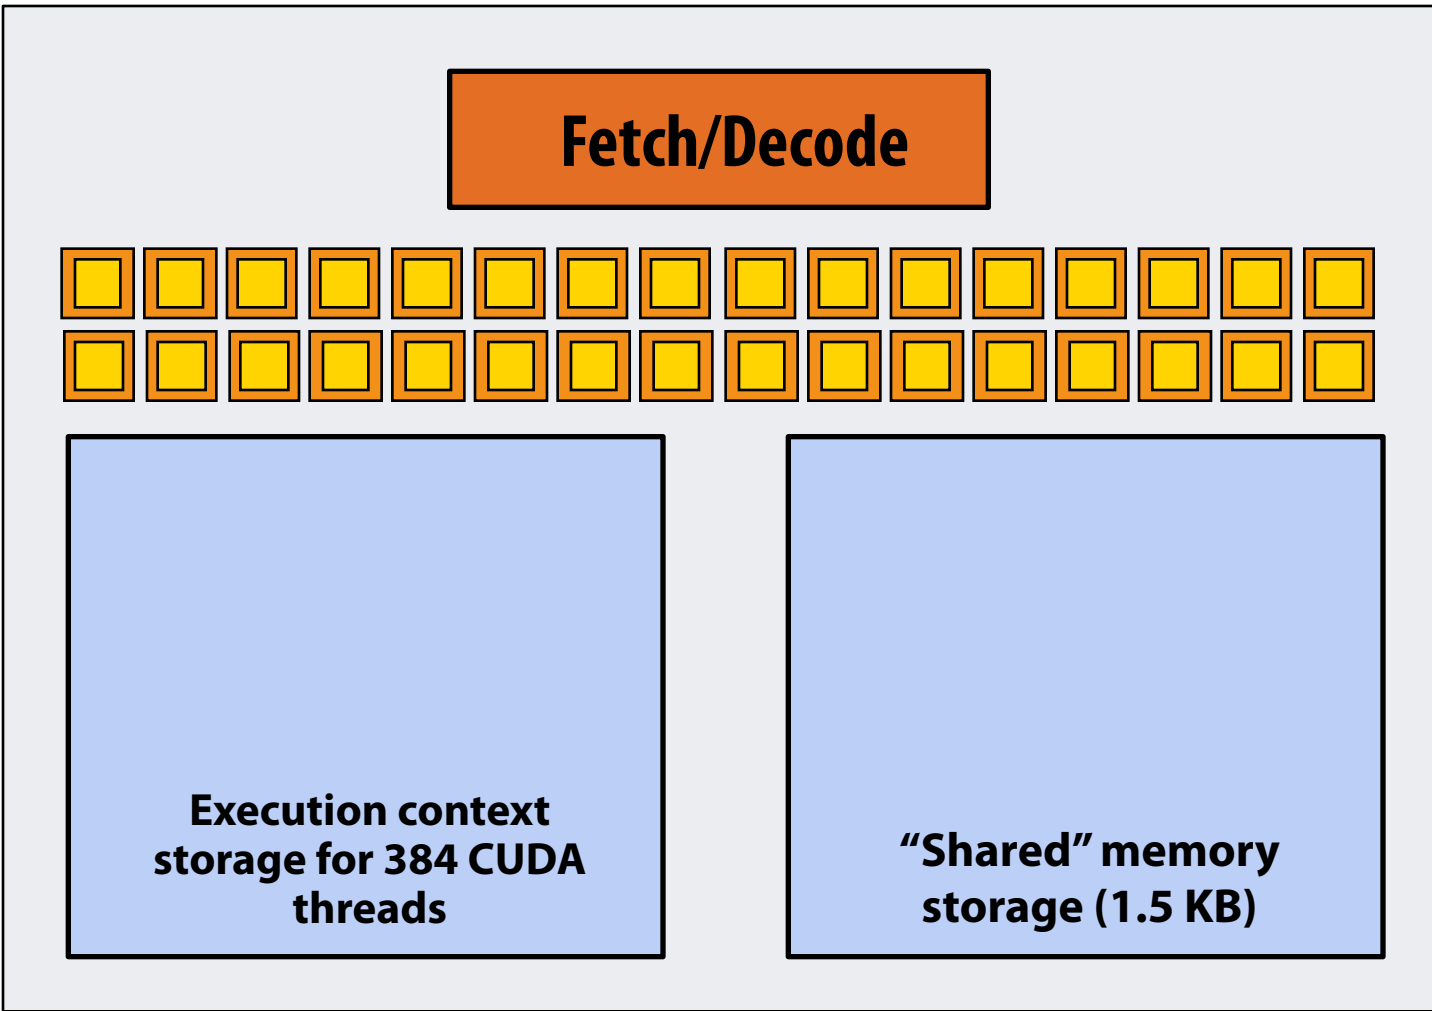 Fetch/Decode
Execution context
storage for 384 CUDA
threads
“Shared” memory
storage (1.5 KB)